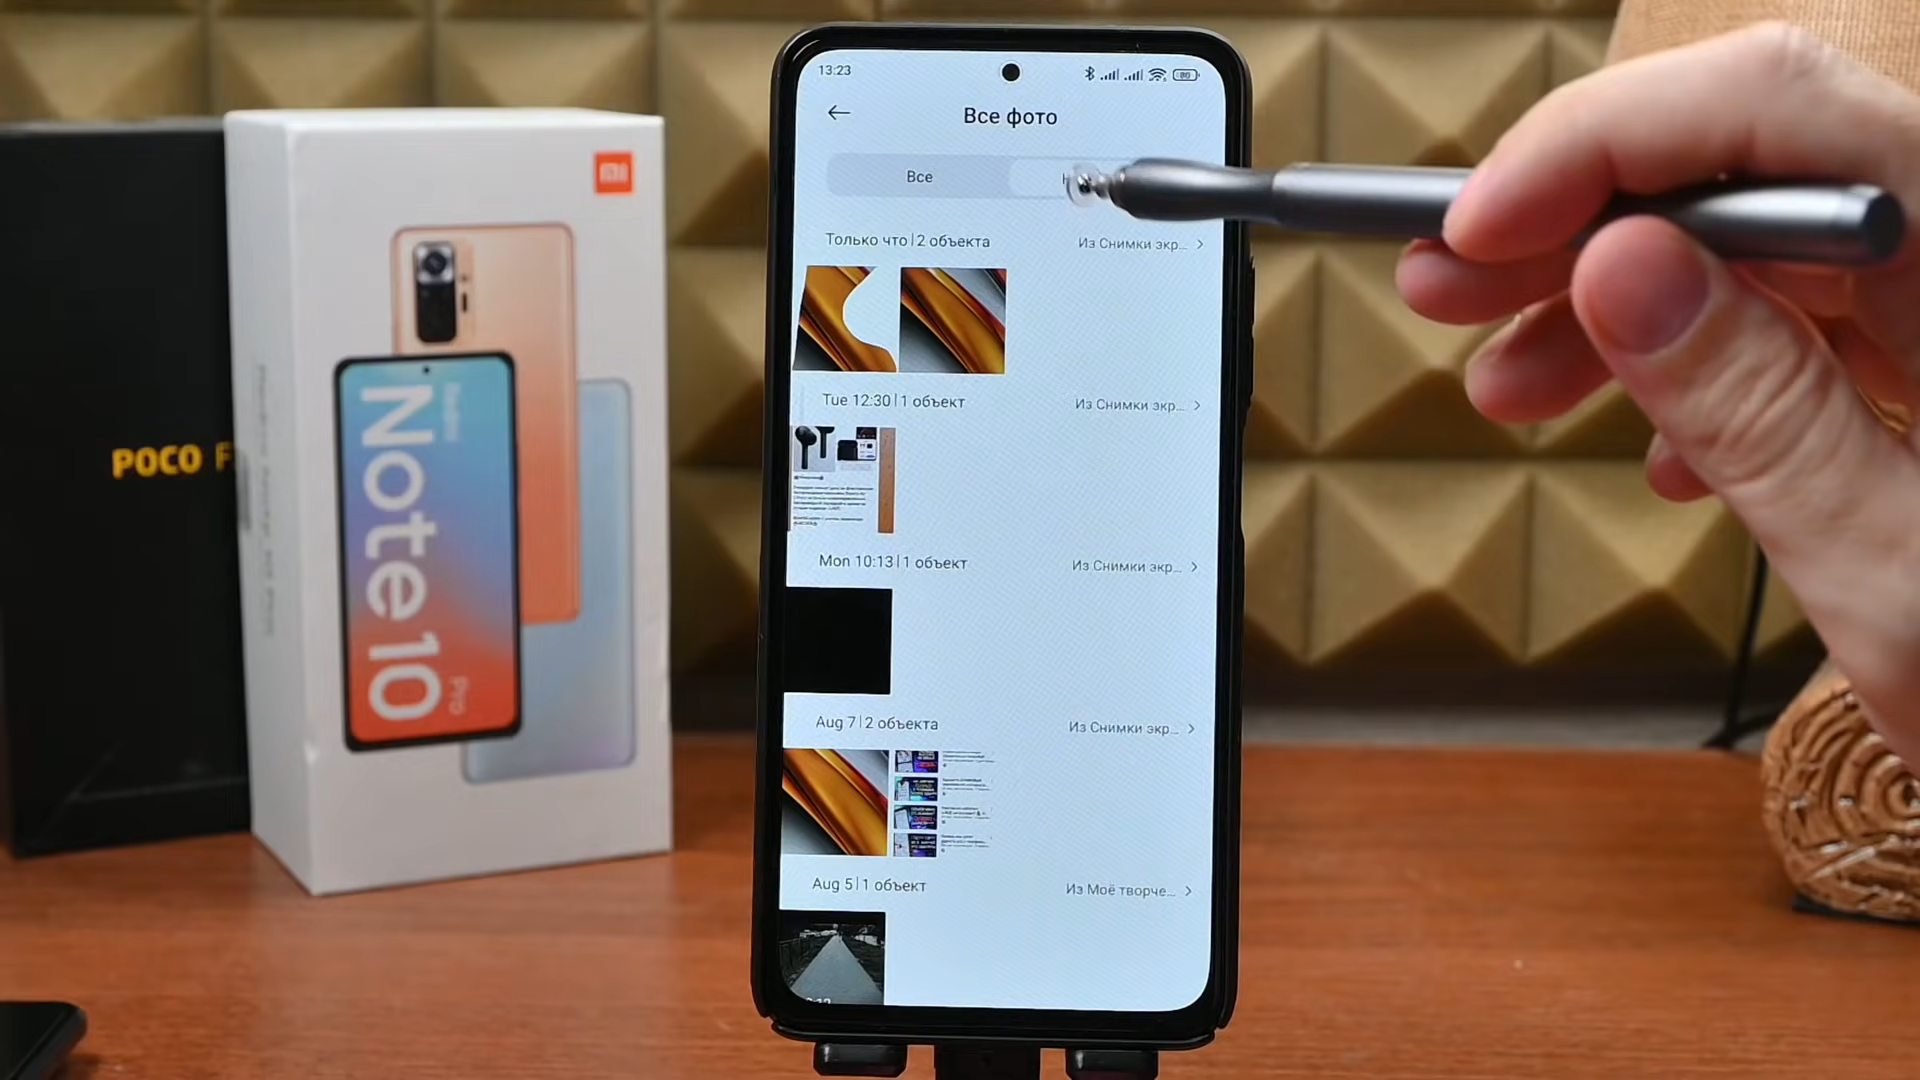 13:23
Все фото
Все
Только что | 2 объекта
Из Снимки экр...
Tue 12:30 | 1 объект
Из Снимки экр...
Mon 10:13 | 1 объект
Из Снимки экр...
Aug 7 | 2 объекта
Из Снимки экр...
Aug 5 | 1 объект
Из Моё творче...
POCO F
mi
Redmi
Note 10
Pro